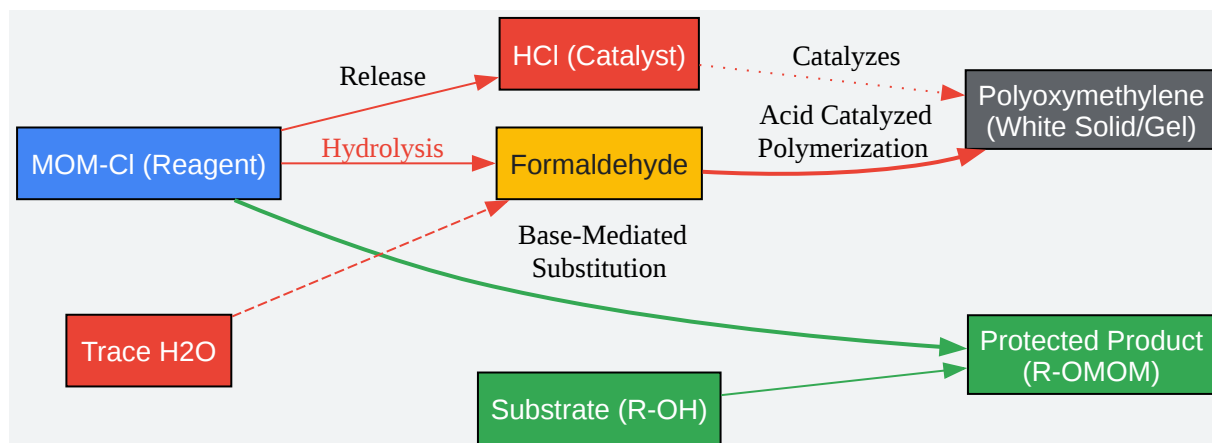 HCl (Catalyst)
Catalyzes
Release
Polyoxymethylene
(White Solid/Gel)
Acid Catalyzed
Polymerization
MOM-Cl (Reagent)
Hydrolysis
Formaldehyde
Base-Mediated
Substitution
Trace H2O
Protected Product
(R-OMOM)
Substrate (R-OH)